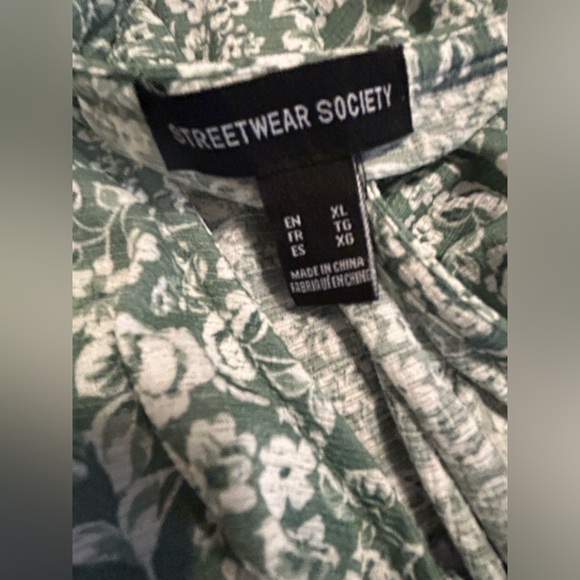 STREETWEAR SOCIETY
EN XL
FR TG
ES XG
MADE IN CHINA
FABRIQUÉ EN CHINE